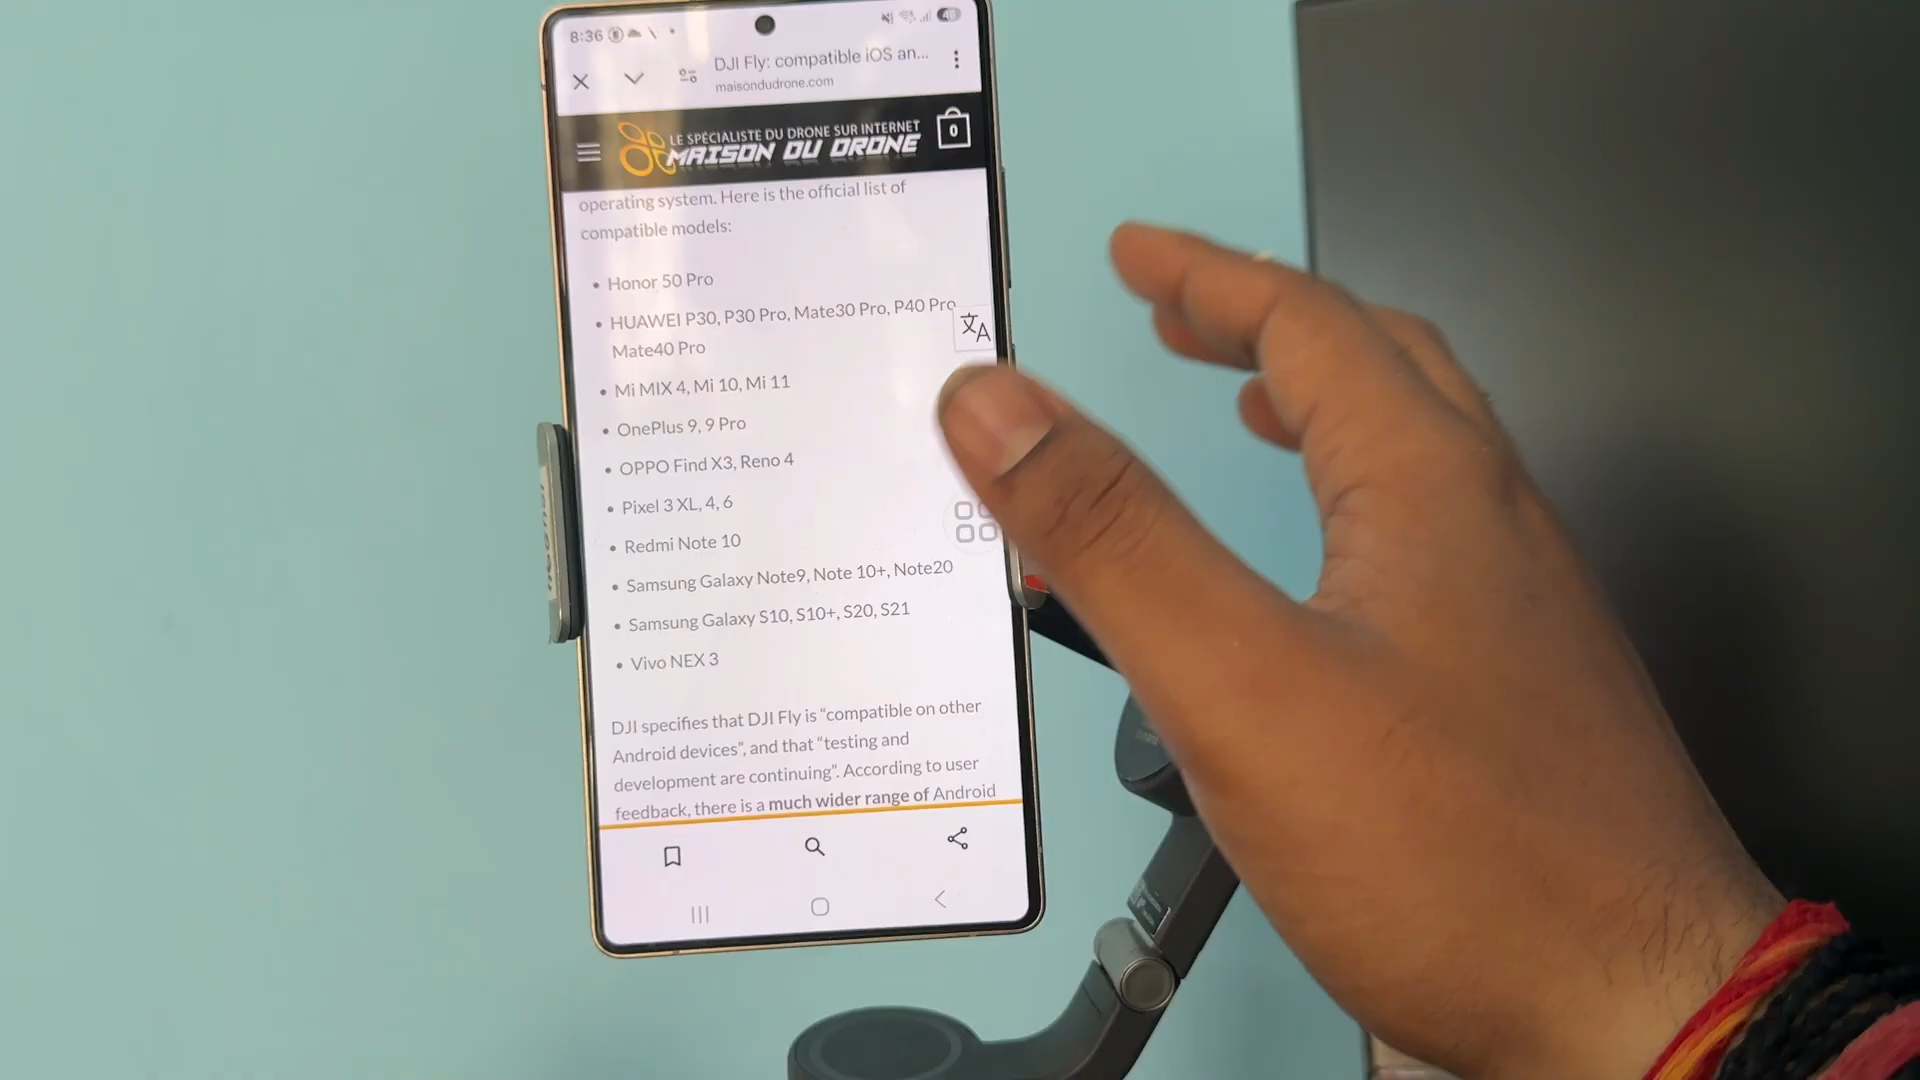 8:36
48
DJI Fly: compatible iOS an...
maisondudrone.com
LE SPÉCIALISTE DU DRONE SUR INTERNET
MAISON DU DRONE
0
operating system. Here is the official list of
compatible models:
• Honor 50 Pro
• HUAWEI P30, P30 Pro, Mate30 Pro, P40 Pro
Mate40 Pro
• Mi MIX 4, Mi 10, Mi 11
• OnePlus 9, 9 Pro
• OPPO Find X3, Reno 4
• Pixel 3 XL, 4, 6
• Redmi Note 10
• Samsung Galaxy Note9, Note 10+, Note20
• Samsung Galaxy S10, S10+, S20, S21
• Vivo NEX 3
DJI specifies that DJI Fly is “compatible on other
Android devices”, and that “testing and
development are continuing”. According to user
feedback, there is a much wider range of Android